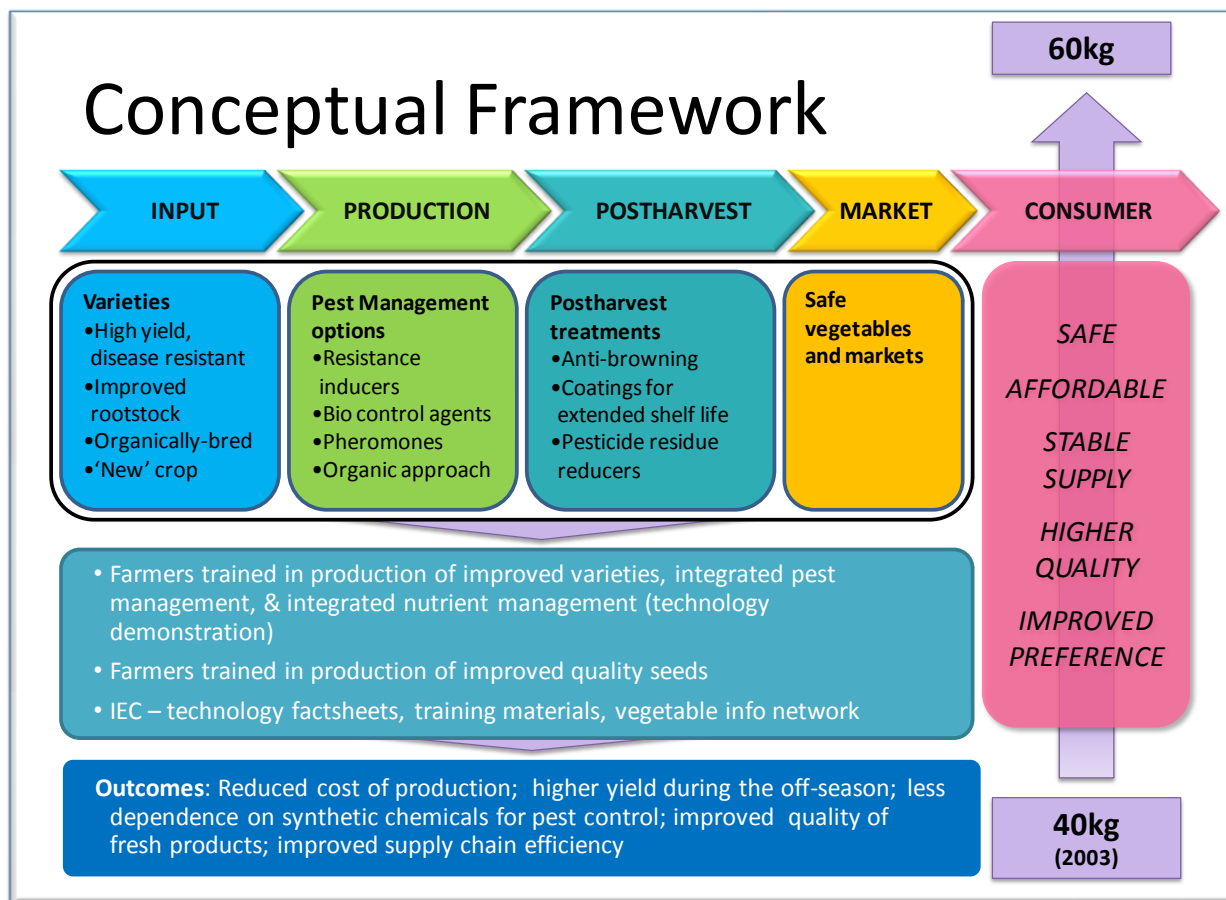 60kg
Conceptual Framework
INPUT
PRODUCTION
POSTHARVEST
MARKET
CONSUMER
Varieties
•High yield,
disease resistant
•Improved
rootstock
•Organically-bred
•‘New’ crop
Pest Management
options
•Resistance
inducers
•Bio control agents
•Pheromones
•Organic approach
Postharvest
treatments
•Anti-browning
•Coatings for
extended shelf life
•Pesticide residue
reducers
Safe
vegetables
and markets
SAFE
AFFORDABLE
STABLE
SUPPLY
HIGHER
QUALITY
IMPROVED
PREFERENCE
• Farmers trained in production of improved varieties, integrated pest
management, & integrated nutrient management (technology
demonstration)
• Farmers trained in production of improved quality seeds
• IEC – technology factsheets, training materials, vegetable info network
Outcomes: Reduced cost of production; higher yield during the off-season; less
dependence on synthetic chemicals for pest control; improved quality of
fresh products; improved supply chain efficiency
40kg
(2003)